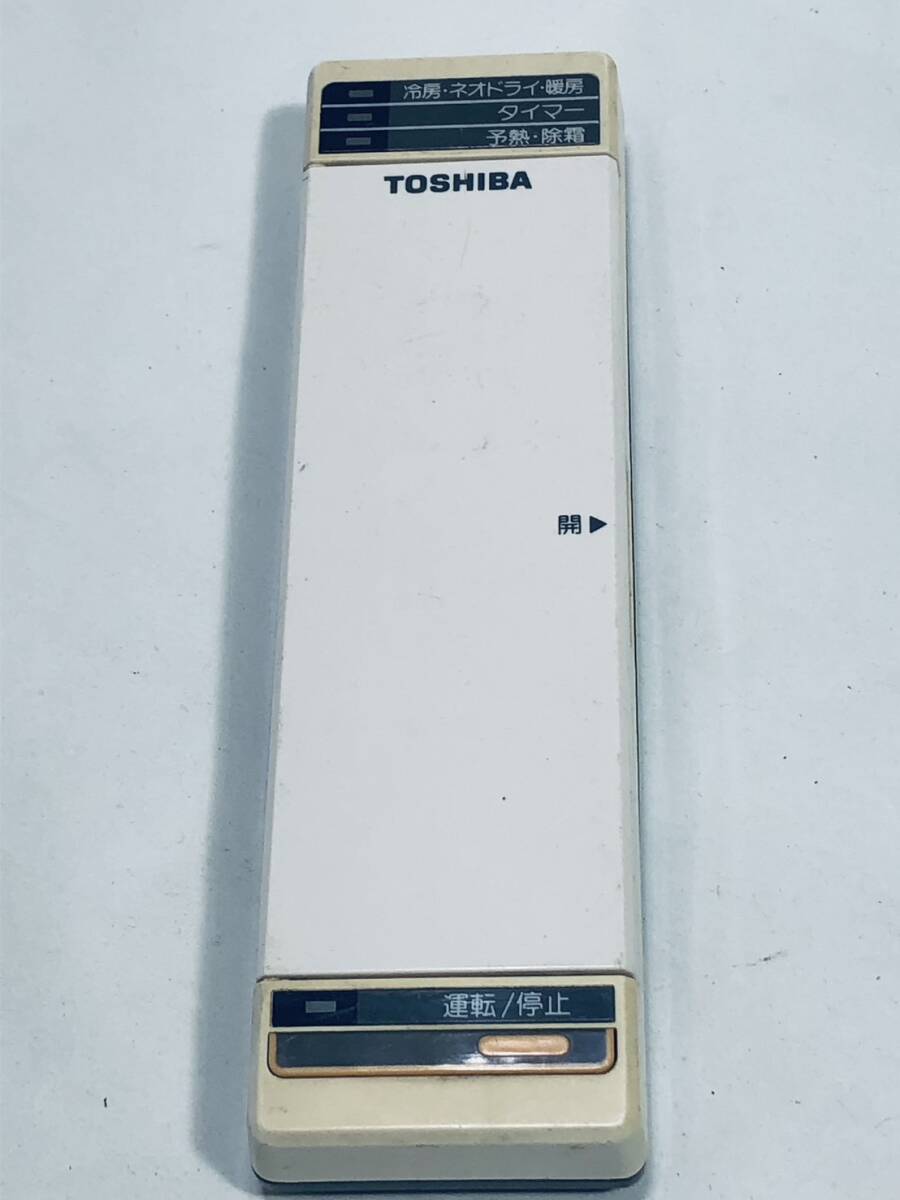 冷房・ネオドライ・暖房
タイマー
予熱・除霜
TOSHIBA
開▶
運転/停止